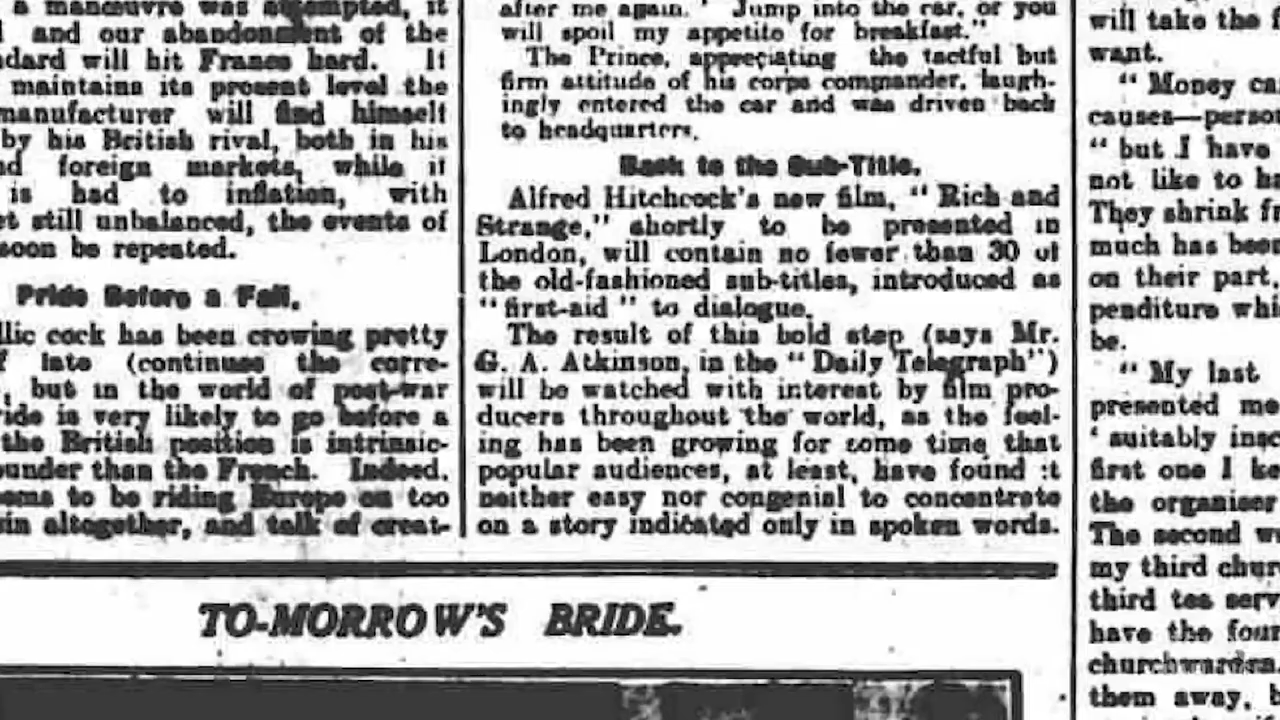 a manœuvre was attempted, it
and our abandonment of the
ndard will hit France hard. If
maintains its present level the
manufacturer will find himself
by his British rival, both in his
nd foreign markets, while if
is had to inflation, with
et still unbalanced, the events of
soon be repeated.
Pride Before a Fall.
llic cock has been crowing pretty
f late (continues the corre-
, but in the world of post-war
ride is very likely to go before a
the British position is intrinsic-
ounder than the French. Indeed,
ems to be riding Europe on too
ein altogether, and talk of creat-
after me again.' Jump into the car, or you
will spoil my appetite for breakfast."
The Prince, appreciating the tactful but
firm attitude of his corps commander, laugh-
ingly entered the car and was driven back
to headquarters.
Back to the Sub-Title.
Alfred Hitchcock's new film, "Rich and
Strange," shortly to be presented in
London, will contain no fewer than 30 of
the old-fashioned sub-titles, introduced as
"first-aid" to dialogue.
The result of this bold step (says Mr.
G. A. Atkinson, in the "Daily Telegraph")
will be watched with interest by film pro-
ducers throughout the world, as the feel-
ing has been growing for some time that
popular audiences, at least, have found it
neither easy nor congenial to concentrate
on a story indicated only in spoken words.
TO-MORROW'S BRIDE.
will take the f
want.
"Money ca
causes—person
"but I have
not like to ha
They shrink fr
much has been
on their part,
penditure whi
be.
"My last
presented me
'suitably insc
first one I ke
the organiser
The second w
my third chur
third tea serv
have the four
churchwarden.
them away, b